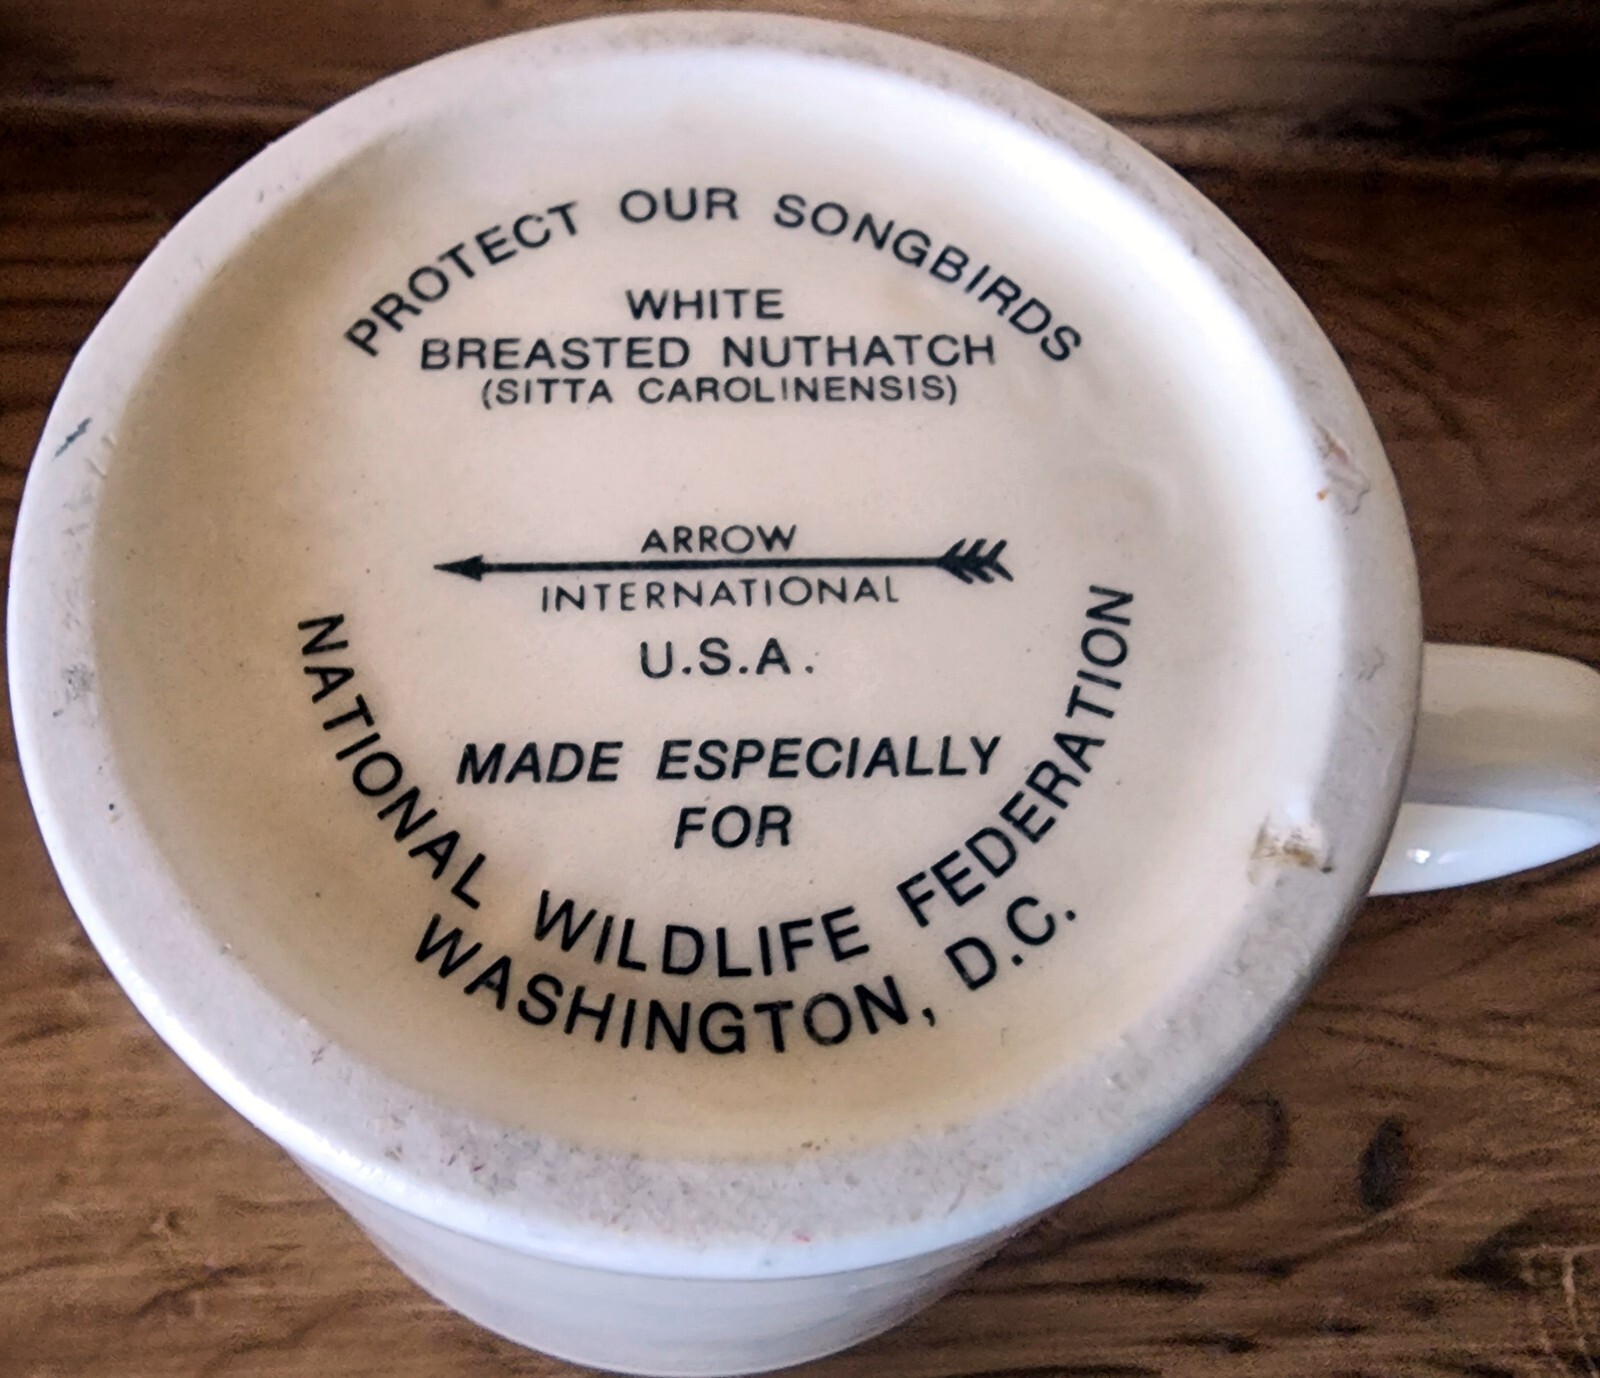 PROTECT OUR SONGBIRDS
WHITE
BREASTED NUTHATCH
(SITTA CAROLINENSIS)
ARROW
INTERNATIONAL
U.S.A.
MADE ESPECIALLY
FOR
NATIONAL WILDLIFE FEDERATION
WASHINGTON, D.C.